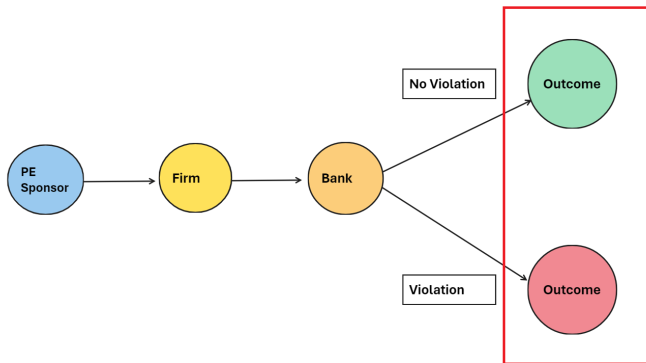 No Violation
Outcome
PE
Sponsor
Firm
Bank
Violation
Outcome